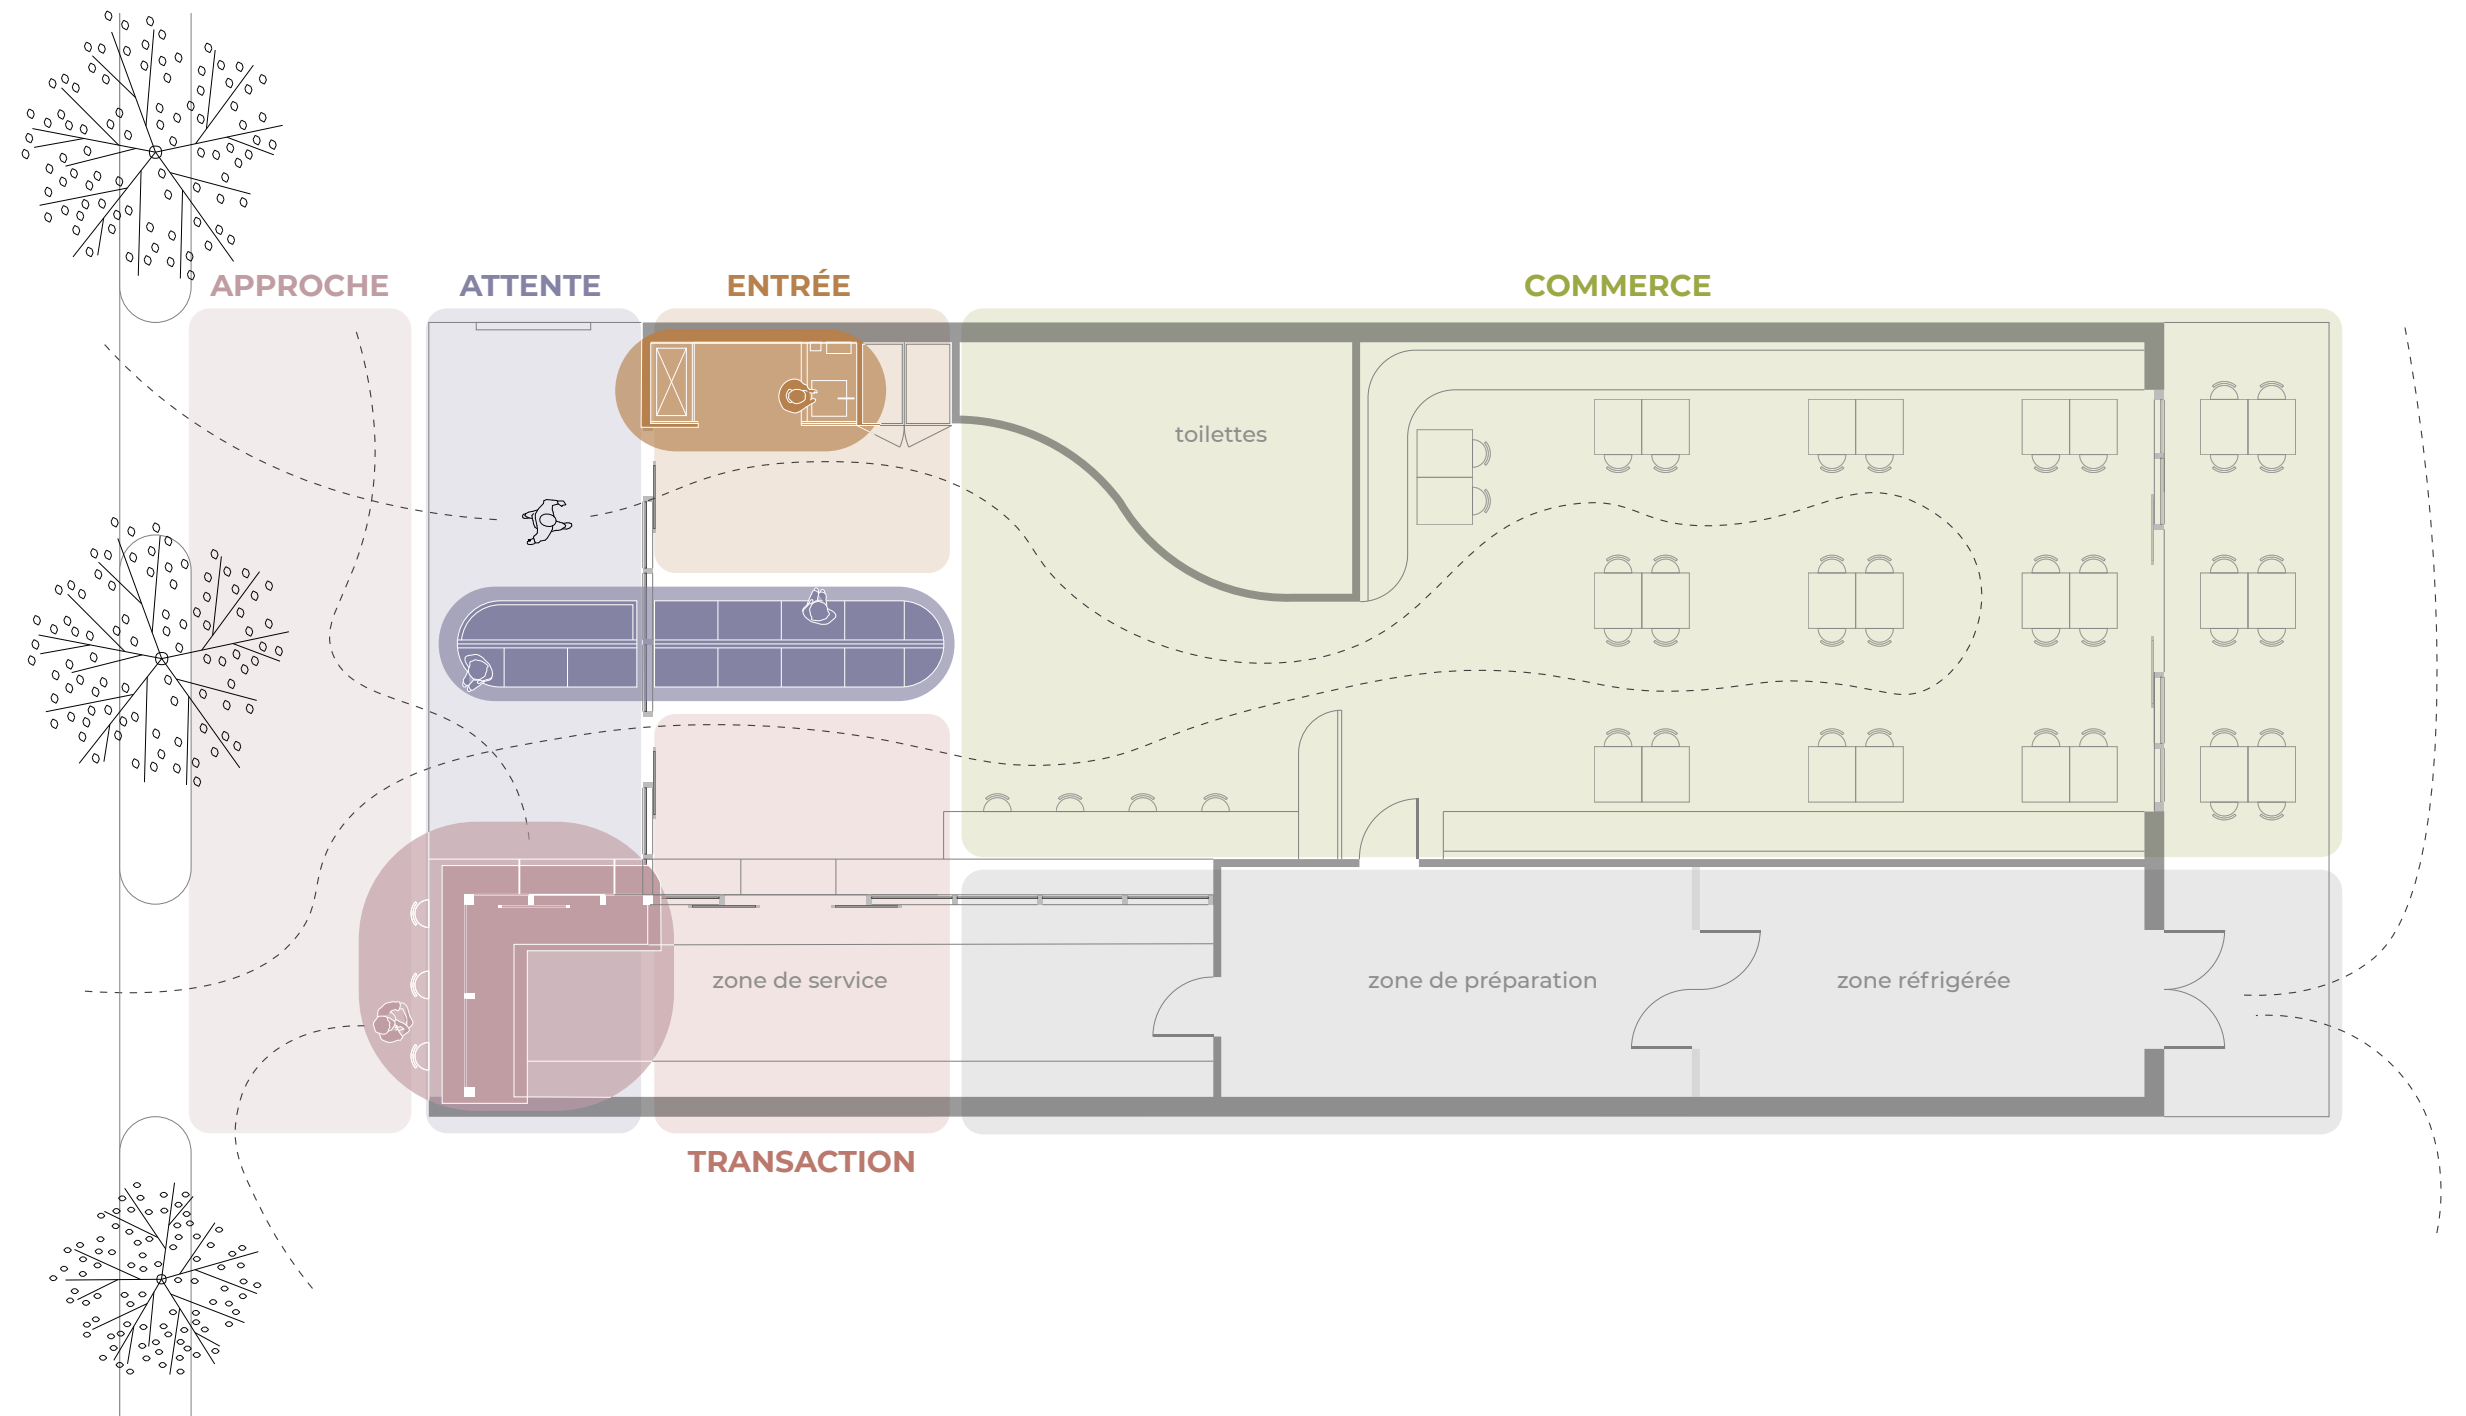 APPROCHE
ATTENTE
ENTRÉE
COMMERCE
toilettes
zone de service
zone de préparation
zone réfrigérée
TRANSACTION